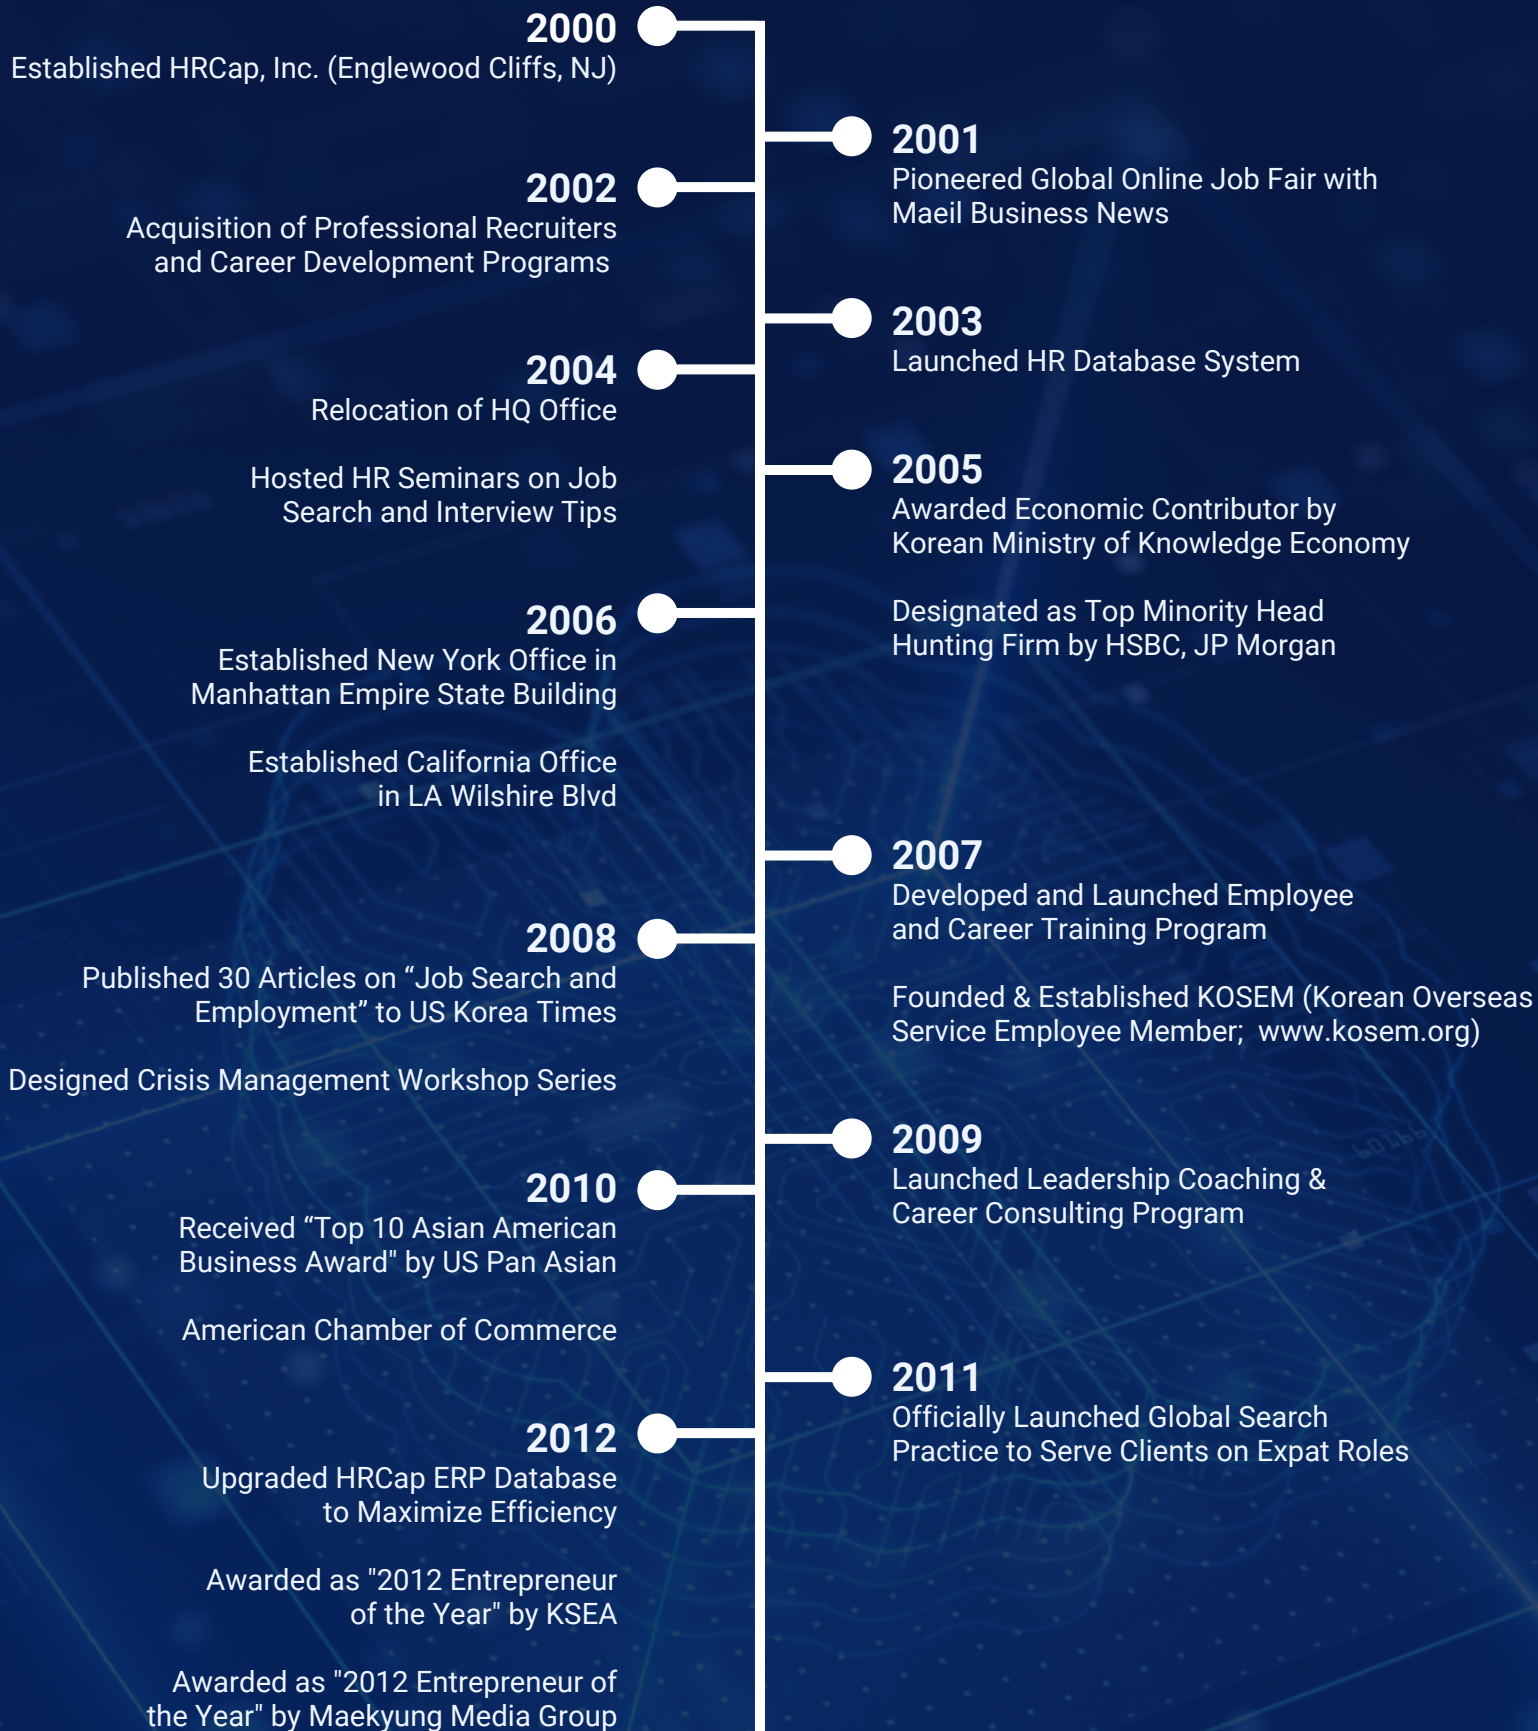 2000
Established HRCap, Inc. (Englewood Cliffs, NJ)
2001
Pioneered Global Online Job Fair with
Maeil Business News
2002
Acquisition of Professional Recruiters
and Career Development Programs
2003
Launched HR Database System
2004
Relocation of HQ Office
Hosted HR Seminars on Job
Search and Interview Tips
2005
Awarded Economic Contributor by
Korean Ministry of Knowledge Economy
Designated as Top Minority Head
Hunting Firm by HSBC, JP Morgan
2006
Established New York Office in
Manhattan Empire State Building
Established California Office
in LA Wilshire Blvd
2007
Developed and Launched Employee
and Career Training Program
Founded & Established KOSEM (Korean Overseas
Service Employee Member;  www.kosem.org)
2008
Published 30 Articles on “Job Search and
Employment” to US Korea Times
Designed Crisis Management Workshop Series
2009
Launched Leadership Coaching &
Career Consulting Program
2010
Received “Top 10 Asian American
Business Award" by US Pan Asian
American Chamber of Commerce
2011
Officially Launched Global Search
Practice to Serve Clients on Expat Roles
2012
Upgraded HRCap ERP Database
to Maximize Efficiency
Awarded as "2012 Entrepreneur
of the Year" by KSEA
Awarded as "2012 Entrepreneur of
the Year" by Maekyung Media Group